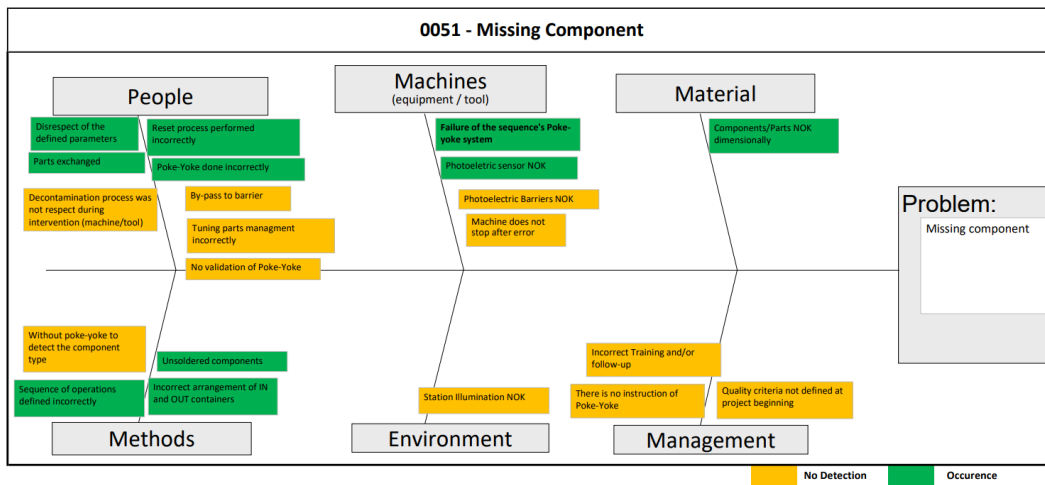 0051 - Missing Component
People
Machines
(equipment / tool)
Material
Disrespect of the
defined parameters
Reset process performed
incorrectly
Parts exchanged
Poke-Yoke done incorrectly
Decontamination process was
not respect during
intervention (machine/tool)
By-pass to barrier
Tuning parts managment
incorrectly
No validation of Poke-Yoke
Failure of the sequence's Poke-
yoke system
Photoeletric sensor NOK
Photoelectric Barriers NOK
Machine does not
stop after error
Components/Parts NOK
dimensionally
Problem:
Missing component
Without poke-yoke to
detect the component
type
Unsoldered components
Sequence of operations
defined incorrectly
Incorrect arrangement of IN
and OUT containers
Station Illumination NOK
Incorrect Training and/or
follow-up
There is no instruction of
Poke-Yoke
Quality criteria not defined at
project beginning
Methods
Environment
Management
No Detection
Occurence